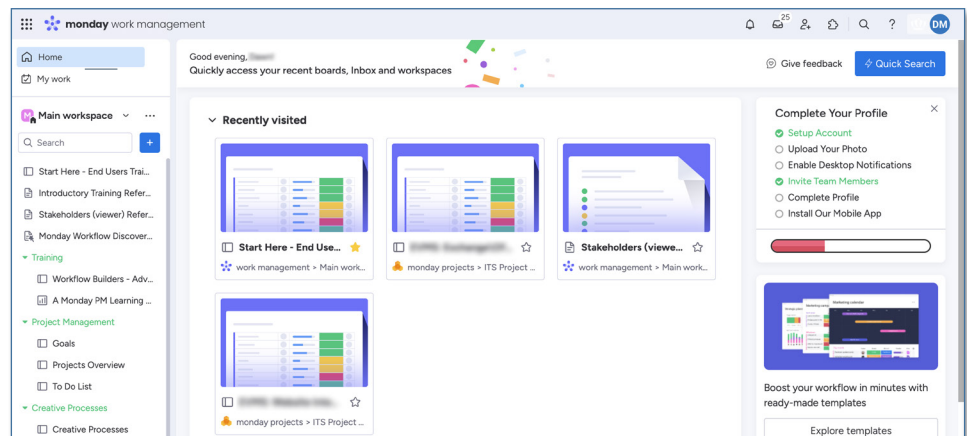 monday work management
25
DM
Home
My work
Main workspace
Search
+
Start Here - End Users Trai...
Introductory Training Refer...
Stakeholders (viewer) Refer...
Monday Workflow Discover...
Training
Workflow Builders - Adv...
A Monday PM Learning ...
Project Management
Goals
Projects Overview
To Do List
Creative Processes
Creative Processes
Good evening,
Quickly access your recent boards, Inbox and workspaces
Give feedback
Quick Search
Recently visited
Start Here - End Use...
work management > Main work...
monday projects > ITS Project ...
Stakeholders (viewe...
work management > Main work...
monday projects > ITS Project ...
Complete Your Profile
Setup Account
Upload Your Photo
Enable Desktop Notifications
Invite Team Members
Complete Profile
Install Our Mobile App
Marketing calendar
Boost your workflow in minutes with
ready-made templates
Explore templates